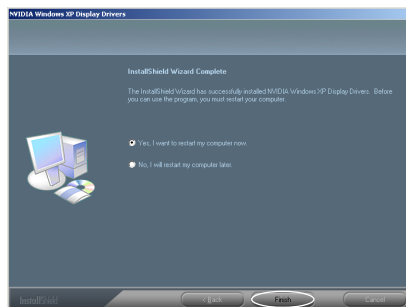 NVIDIA Windows XP Display Drivers
InstallShield Wizard Complete
The InstallShield Wizard has successfully installed NVIDIA Windows XP Display Drivers. Before
you can use the program, you must restart your computer.
Yes, I want to restart my computer now.
No, I will restart my computer later.
InstallShield
< Back
Finish
Cancel